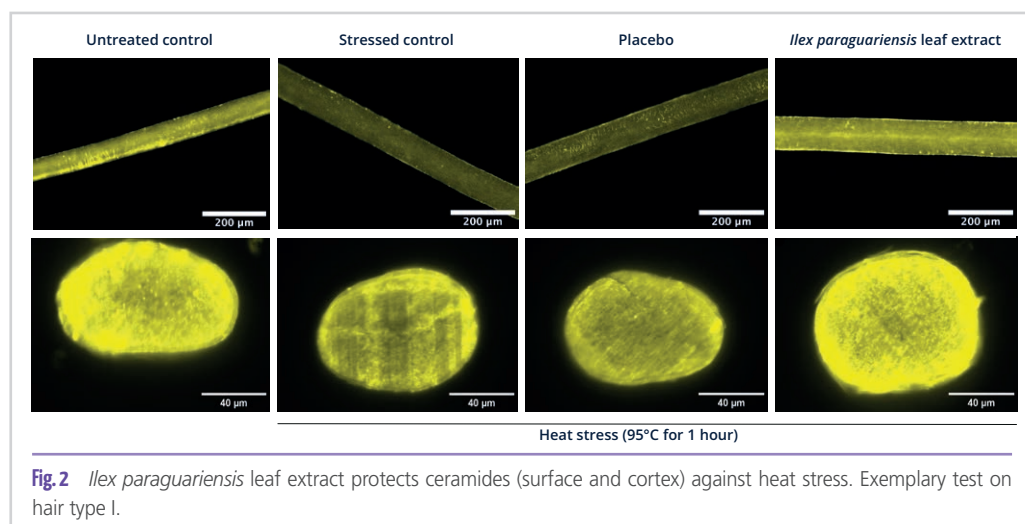 Untreated control
Stressed control
Placebo
Ilex paraguariensis leaf extract
200 µm
200 µm
200 µm
200 µm
40 µm
40 µm
40 µm
40 µm
Heat stress (95°C for 1 hour)
Fig. 2 Ilex paraguariensis leaf extract protects ceramides (surface and cortex) against heat stress. Exemplary test on
hair type I.